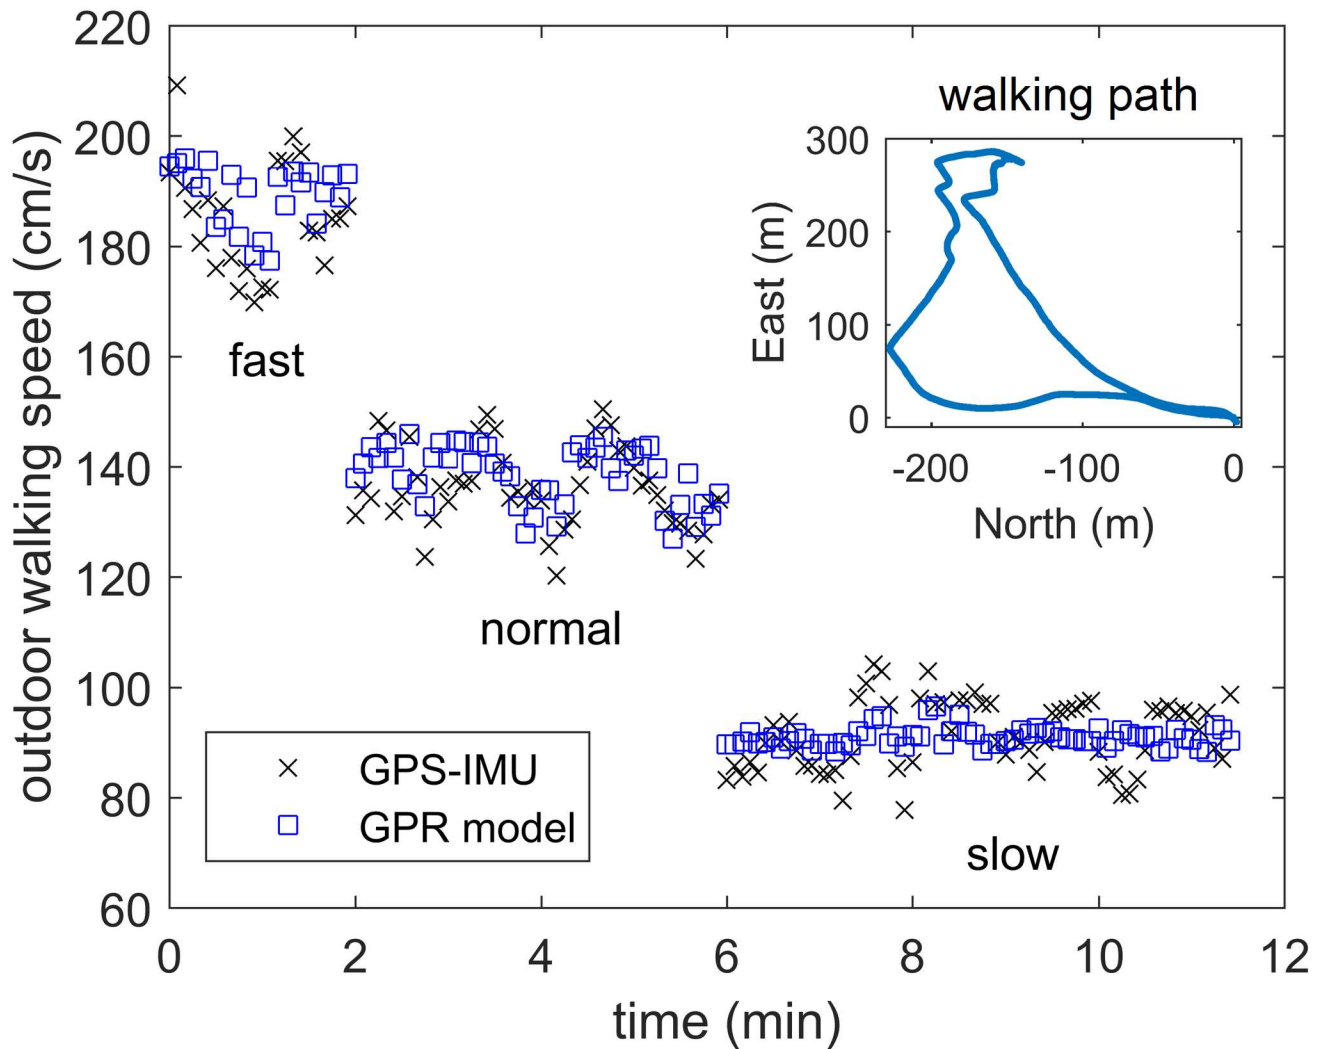 220
200
180
160
140
120
100
80
60
outdoor walking speed (cm/s)
0 2 4 6 8 10 12
time (min)
fast
normal
slow
GPS-IMU
GPR model
walking path
300
200
100
0
East (m)
-200 -100 0
North (m)